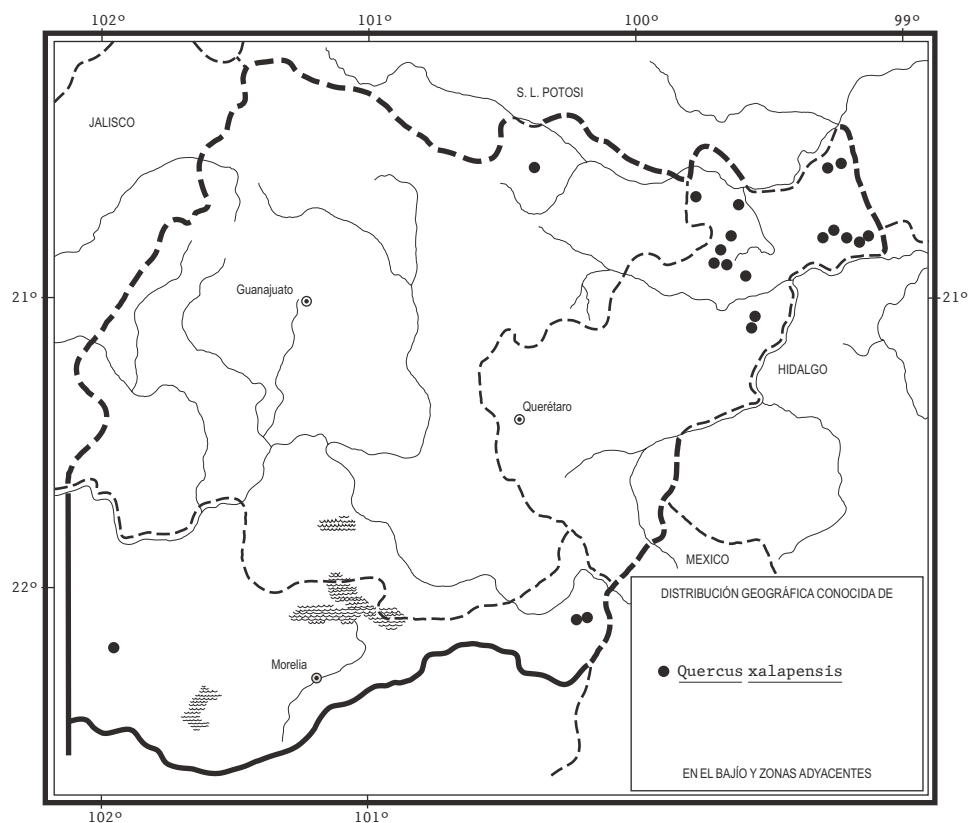 102° 101° 100° 99°
S. L. POTOSI
JALISCO
Guanajuato
21° 21°
HIDALGO
Querétaro
MEXICO
22°
DISTRIBUCIÓN GEOGRÁFICA CONOCIDA DE
Morelia
Quercus xalapensis
EN EL BAJÍO Y ZONAS ADYACENTES
102° 101°